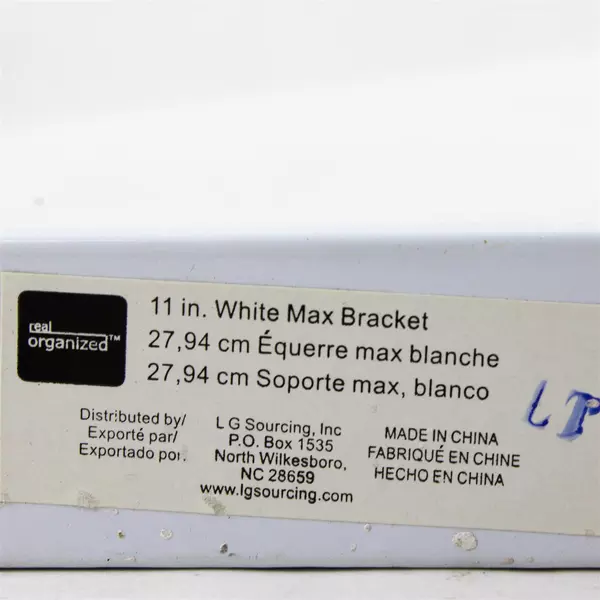 real
organized™
11 in. White Max Bracket
27,94 cm Équerre max blanche
27,94 cm Soporte max, blanco
Distributed by/
Exporté par/
Exportado por.
L G Sourcing, Inc
P.O. Box 1535
North Wilkesboro,
NC 28659
www.lgsourcing.com
MADE IN CHINA
FABRIQUÉ EN CHINE
HECHO EN CHINA